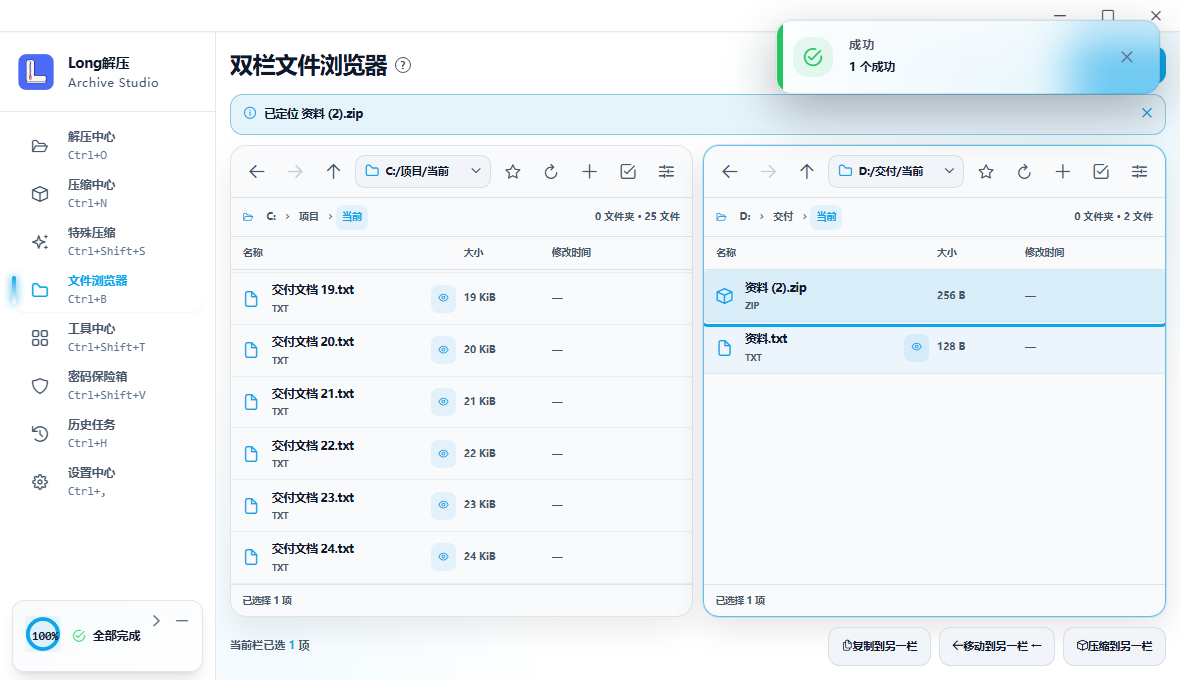 Long解压
Archive Studio
解压中心
Ctrl+O
压缩中心
Ctrl+N
特殊压缩
Ctrl+Shift+S
文件浏览器
Ctrl+B
工具中心
Ctrl+Shift+T
密码保险箱
Ctrl+Shift+V
历史任务
Ctrl+H
设置中心
Ctrl+,
100%
全部完成
双栏文件浏览器 ?
成功
1 个成功
已定位 资料 (2).zip
C:/项目/当前
C: › 项目 › 当前
0 文件夹 • 25 文件
名称 大小 修改时间
交付文档 19.txt
TXT
19 KiB —
交付文档 20.txt
TXT
20 KiB —
交付文档 21.txt
TXT
21 KiB —
交付文档 22.txt
TXT
22 KiB —
交付文档 23.txt
TXT
23 KiB —
交付文档 24.txt
TXT
24 KiB —
已选择 1 项
D:/交付/当前
D: › 交付 › 当前
0 文件夹 • 2 文件
名称 大小 修改时间
资料 (2).zip
ZIP
256 B —
资料.txt
TXT
128 B —
已选择 1 项
当前栏已选 1 项
复制到另一栏
←移动到另一栏 ←
压缩到另一栏